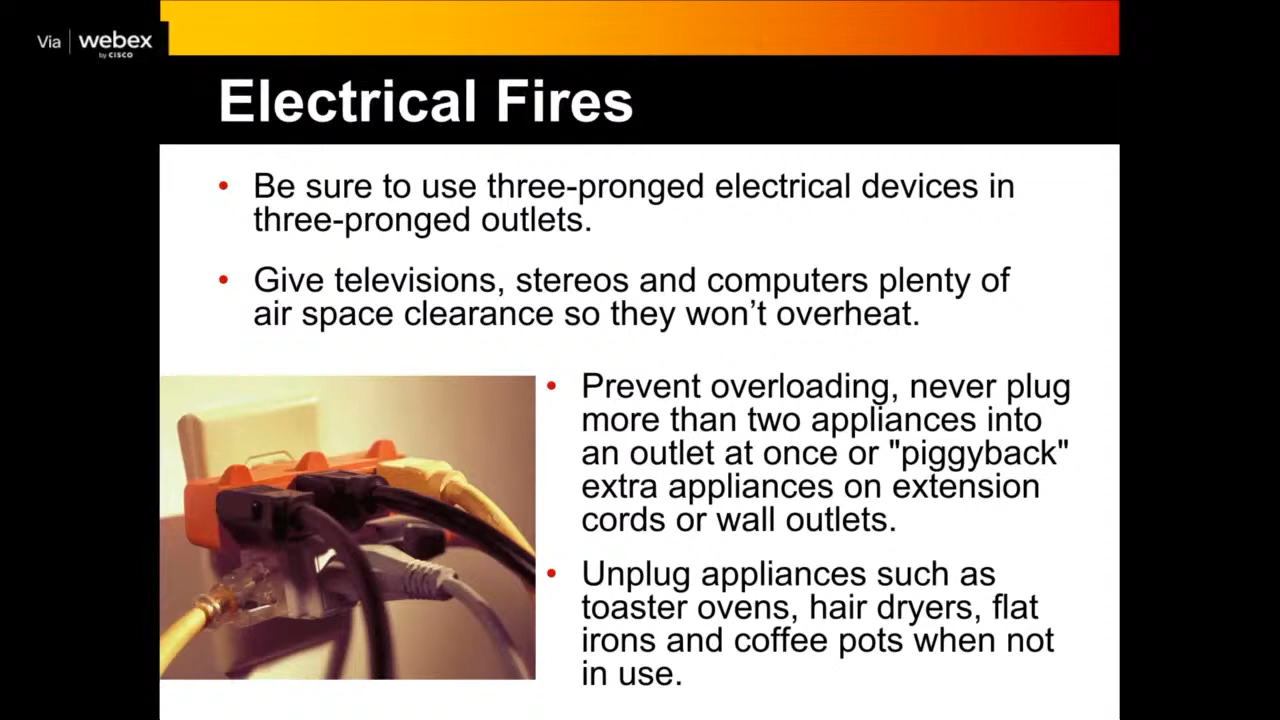 Via | webex
by CISCO
Electrical Fires
• Be sure to use three-pronged electrical devices in
three-pronged outlets.
• Give televisions, stereos and computers plenty of
air space clearance so they won’t overheat.
• Prevent overloading, never plug
more than two appliances into
an outlet at once or "piggyback"
extra appliances on extension
cords or wall outlets.
• Unplug appliances such as
toaster ovens, hair dryers, flat
irons and coffee pots when not
in use.